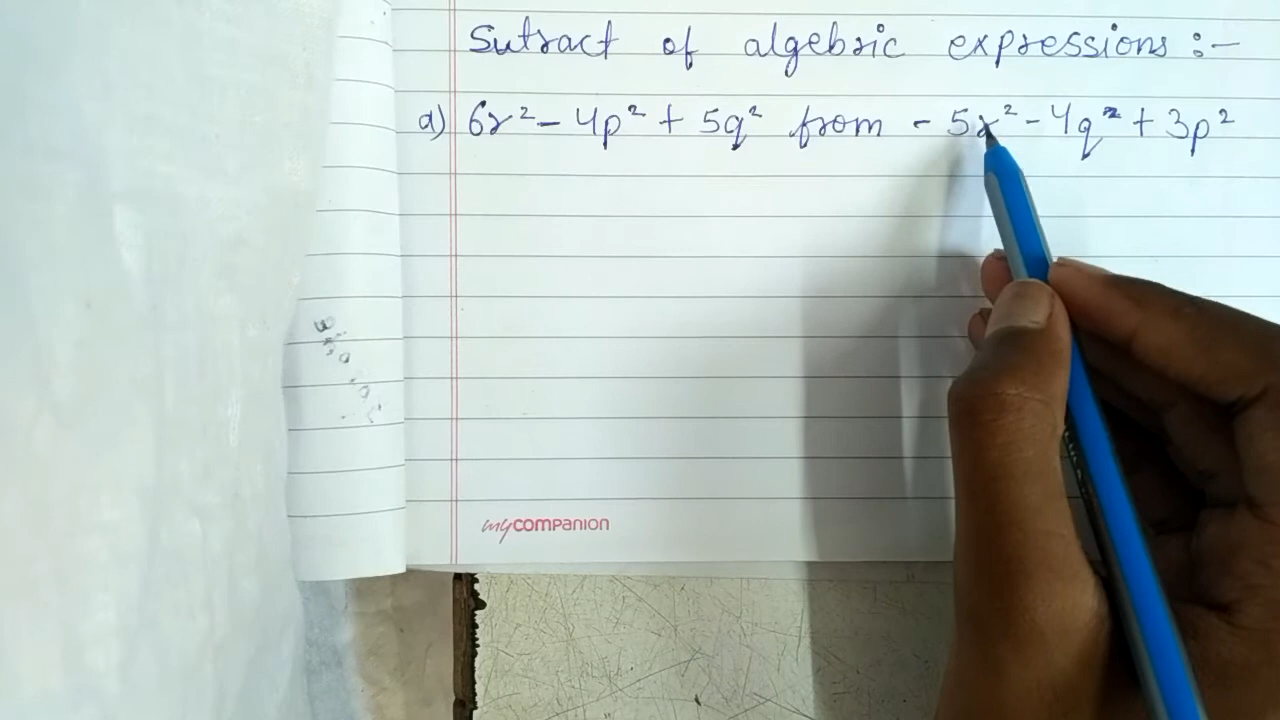 Sutract of algebric expressions :-
a) 6r² - 4p² + 5q² from - 5r² - 4q² + 3p²
mycompanion